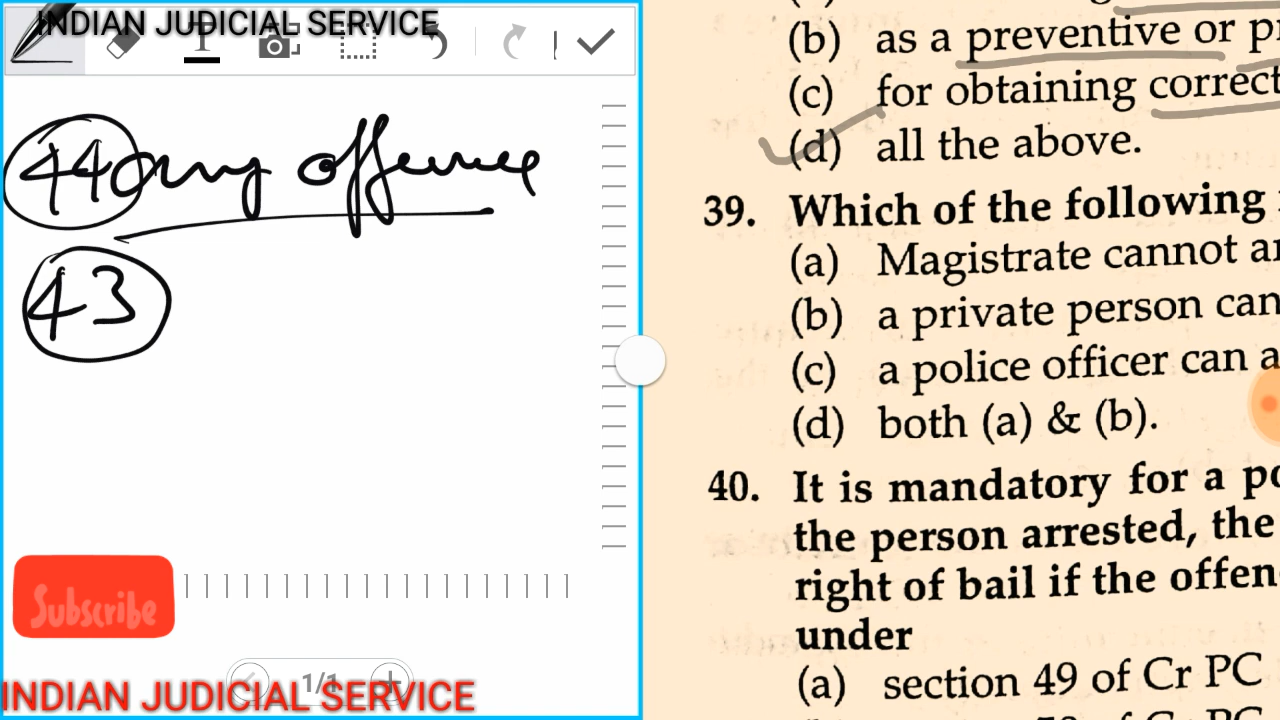 INDIAN JUDICIAL SERVICE
44 any offence
43
Subscribe
1/1
INDIAN JUDICIAL SERVICE
(b) as a preventive or
(c) for obtaining correct
(d) all the above.
39. Which of the following
(a) Magistrate cannot
(b) a private person can
(c) a police officer can
(d) both (a) & (b).
40. It is mandatory for a
the person arrested, the
right of bail if the
under
(a) section 49 of Cr PC